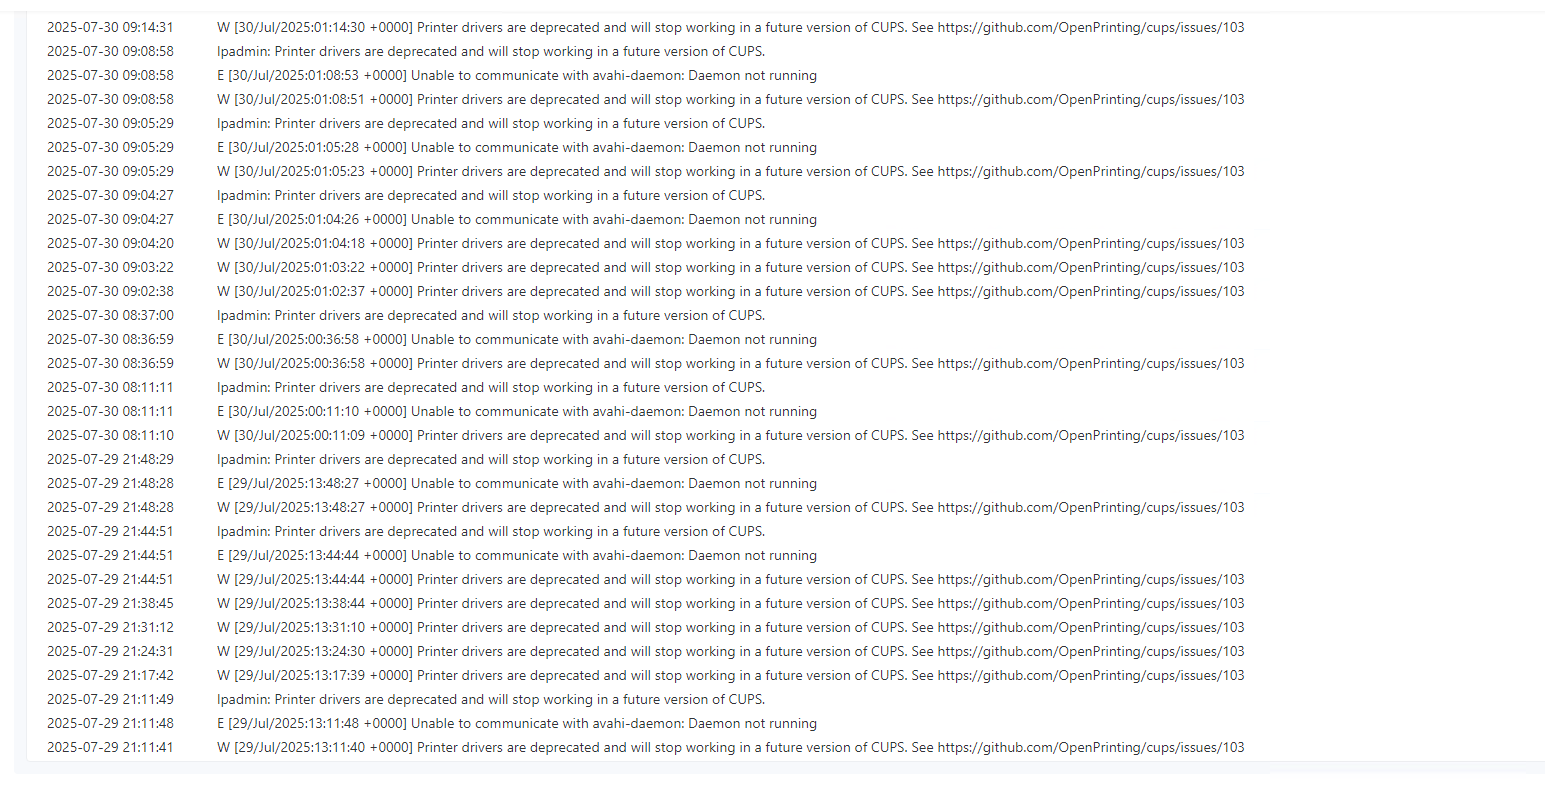 2025-07-30 09:14:31 W [30/Jul/2025:01:14:30 +0000] Printer drivers are deprecated and will stop working in a future version of CUPS. See https://github.com/OpenPrinting/cups/issues/103
2025-07-30 09:08:58 lpadmin: Printer drivers are deprecated and will stop working in a future version of CUPS.
2025-07-30 09:08:58 E [30/Jul/2025:01:08:53 +0000] Unable to communicate with avahi-daemon: Daemon not running
2025-07-30 09:08:58 W [30/Jul/2025:01:08:51 +0000] Printer drivers are deprecated and will stop working in a future version of CUPS. See https://github.com/OpenPrinting/cups/issues/103
2025-07-30 09:05:29 lpadmin: Printer drivers are deprecated and will stop working in a future version of CUPS.
2025-07-30 09:05:29 E [30/Jul/2025:01:05:28 +0000] Unable to communicate with avahi-daemon: Daemon not running
2025-07-30 09:05:29 W [30/Jul/2025:01:05:23 +0000] Printer drivers are deprecated and will stop working in a future version of CUPS. See https://github.com/OpenPrinting/cups/issues/103
2025-07-30 09:04:27 lpadmin: Printer drivers are deprecated and will stop working in a future version of CUPS.
2025-07-30 09:04:27 E [30/Jul/2025:01:04:26 +0000] Unable to communicate with avahi-daemon: Daemon not running
2025-07-30 09:04:20 W [30/Jul/2025:01:04:18 +0000] Printer drivers are deprecated and will stop working in a future version of CUPS. See https://github.com/OpenPrinting/cups/issues/103
2025-07-30 09:03:22 W [30/Jul/2025:01:03:22 +0000] Printer drivers are deprecated and will stop working in a future version of CUPS. See https://github.com/OpenPrinting/cups/issues/103
2025-07-30 09:02:38 W [30/Jul/2025:01:02:37 +0000] Printer drivers are deprecated and will stop working in a future version of CUPS. See https://github.com/OpenPrinting/cups/issues/103
2025-07-30 08:37:00 lpadmin: Printer drivers are deprecated and will stop working in a future version of CUPS.
2025-07-30 08:36:59 E [30/Jul/2025:00:36:58 +0000] Unable to communicate with avahi-daemon: Daemon not running
2025-07-30 08:36:59 W [30/Jul/2025:00:36:58 +0000] Printer drivers are deprecated and will stop working in a future version of CUPS. See https://github.com/OpenPrinting/cups/issues/103
2025-07-30 08:11:11 lpadmin: Printer drivers are deprecated and will stop working in a future version of CUPS.
2025-07-30 08:11:11 E [30/Jul/2025:00:11:10 +0000] Unable to communicate with avahi-daemon: Daemon not running
2025-07-30 08:11:10 W [30/Jul/2025:00:11:09 +0000] Printer drivers are deprecated and will stop working in a future version of CUPS. See https://github.com/OpenPrinting/cups/issues/103
2025-07-29 21:48:29 lpadmin: Printer drivers are deprecated and will stop working in a future version of CUPS.
2025-07-29 21:48:28 E [29/Jul/2025:13:48:27 +0000] Unable to communicate with avahi-daemon: Daemon not running
2025-07-29 21:48:28 W [29/Jul/2025:13:48:27 +0000] Printer drivers are deprecated and will stop working in a future version of CUPS. See https://github.com/OpenPrinting/cups/issues/103
2025-07-29 21:44:51 lpadmin: Printer drivers are deprecated and will stop working in a future version of CUPS.
2025-07-29 21:44:51 E [29/Jul/2025:13:44:44 +0000] Unable to communicate with avahi-daemon: Daemon not running
2025-07-29 21:44:51 W [29/Jul/2025:13:44:44 +0000] Printer drivers are deprecated and will stop working in a future version of CUPS. See https://github.com/OpenPrinting/cups/issues/103
2025-07-29 21:38:45 W [29/Jul/2025:13:38:44 +0000] Printer drivers are deprecated and will stop working in a future version of CUPS. See https://github.com/OpenPrinting/cups/issues/103
2025-07-29 21:31:12 W [29/Jul/2025:13:31:10 +0000] Printer drivers are deprecated and will stop working in a future version of CUPS. See https://github.com/OpenPrinting/cups/issues/103
2025-07-29 21:24:31 W [29/Jul/2025:13:24:30 +0000] Printer drivers are deprecated and will stop working in a future version of CUPS. See https://github.com/OpenPrinting/cups/issues/103
2025-07-29 21:17:42 W [29/Jul/2025:13:17:39 +0000] Printer drivers are deprecated and will stop working in a future version of CUPS. See https://github.com/OpenPrinting/cups/issues/103
2025-07-29 21:11:49 lpadmin: Printer drivers are deprecated and will stop working in a future version of CUPS.
2025-07-29 21:11:48 E [29/Jul/2025:13:11:48 +0000] Unable to communicate with avahi-daemon: Daemon not running
2025-07-29 21:11:41 W [29/Jul/2025:13:11:40 +0000] Printer drivers are deprecated and will stop working in a future version of CUPS. See https://github.com/OpenPrinting/cups/issues/103